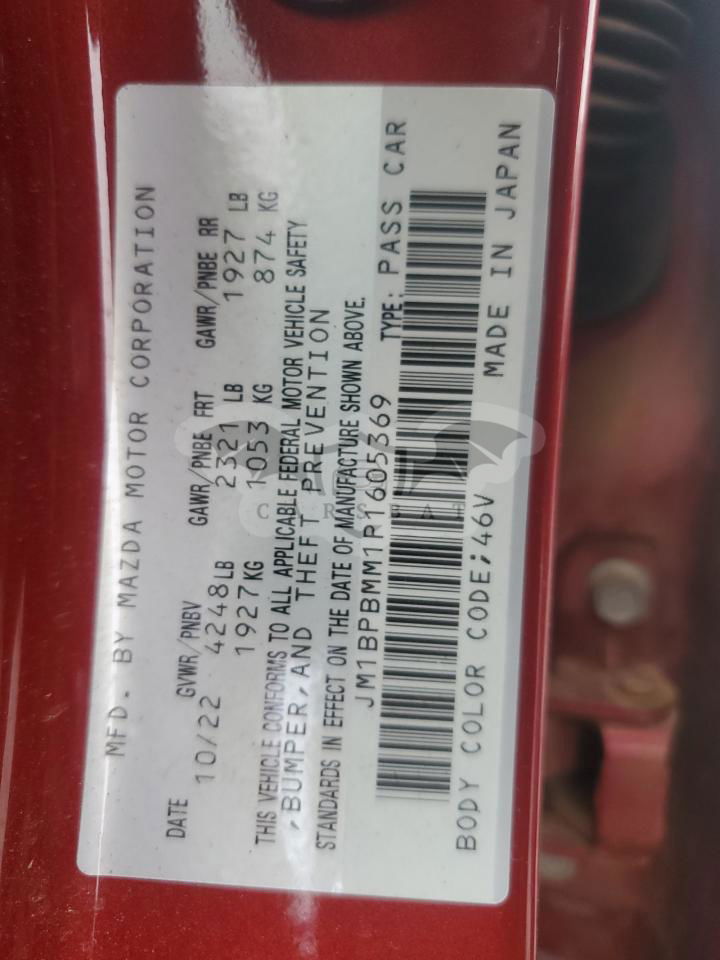 MFD. BY MAZDA MOTOR CORPORATION
DATE GVWR/PNBV GAWR/PNBE FRT GAWR/PNBE RR
10/22 4248LB 2321 LB 1927 LB
1927KG 1053 KG 874 KG
THIS VEHICLE CONFORMS TO ALL APPLICABLE FEDERAL MOTOR VEHICLE SAFETY
,BUMPER,AND THEFT PREVENTION
STANDARDS IN EFFECT ON THE DATE OF MANUFACTURE SHOWN ABOVE.
JM1BPBMM1R1605369 TYPE: PASS CAR
BODY COLOR CODE;46V MADE IN JAPAN
CARSBAT